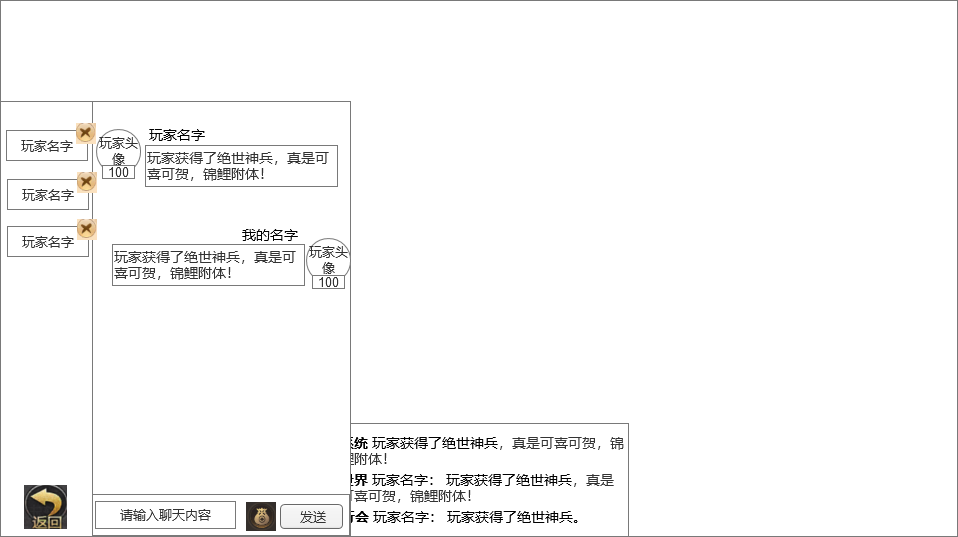 玩家名字
玩家名字
玩家名字
返回
玩家头
像
100
玩家名字
玩家获得了绝世神兵，真是可
喜可贺，锦鲤附体！
我的名字
玩家获得了绝世神兵，真是可
喜可贺，锦鲤附体！
玩家头
像
100
请输入聊天内容
发送
统 玩家获得了绝世神兵，真是可喜可贺，锦
附体！
界 玩家名字： 玩家获得了绝世神兵，真是
喜可贺，锦鲤附体！
会 玩家名字： 玩家获得了绝世神兵。